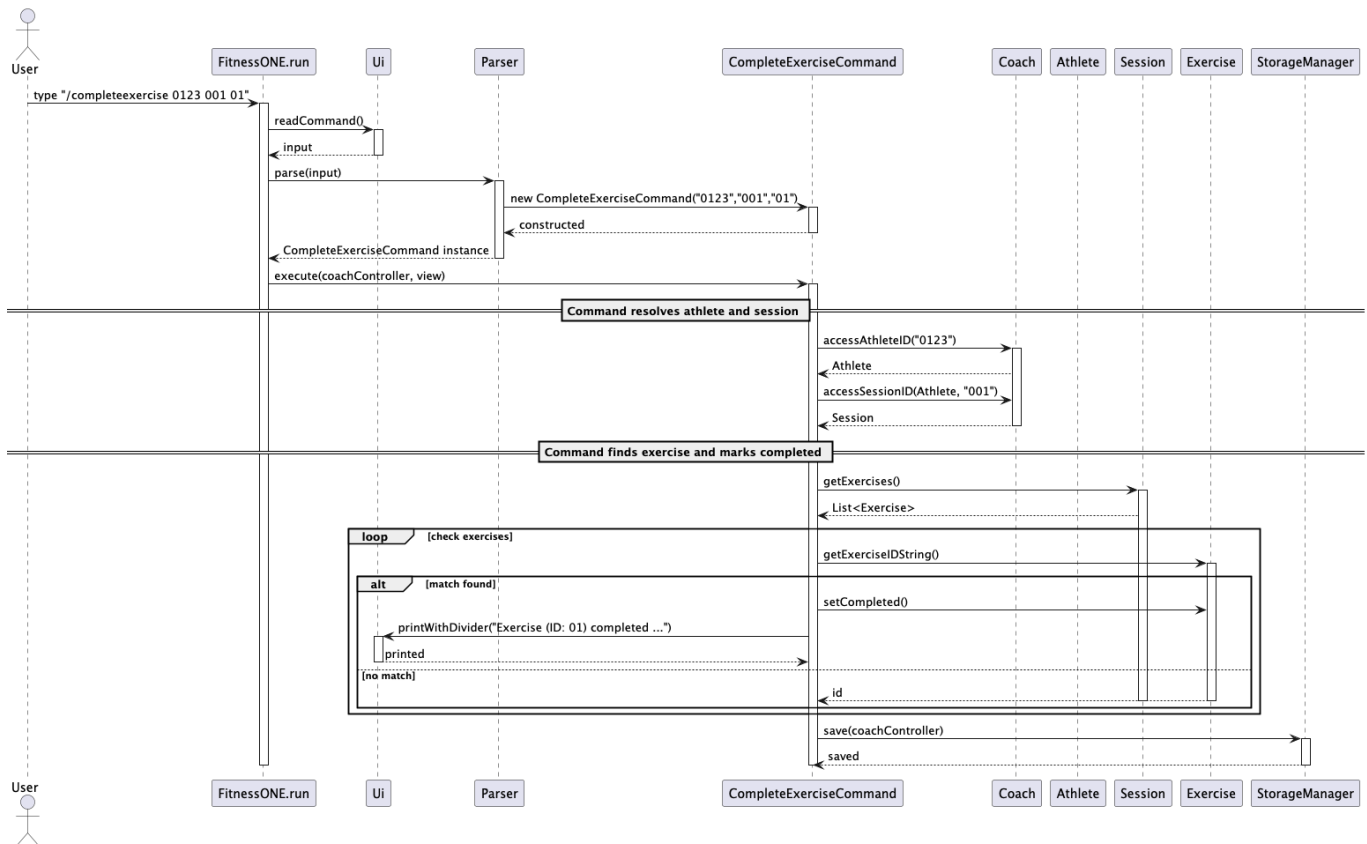 User
FitnessONE.run
Ui
Parser
CompleteExerciseCommand
Coach
Athlete
Session
Exercise
StorageManager
type "/completeexercise 0123 001 01"
readCommand()
input
parse(input)
new CompleteExerciseCommand("0123","001","01")
constructed
CompleteExerciseCommand instance
execute(coachController, view)
Command resolves athlete and session
accessAthleteID("0123")
Athlete
accessSessionID(Athlete, "001")
Session
Command finds exercise and marks completed
getExercises()
List<Exercise>
loop [check exercises]
getExerciseIDString()
alt [match found]
setCompleted()
printWithDivider("Exercise (ID: 01) completed ...")
printed
[no match]
id
save(coachController)
saved
User
FitnessONE.run
Ui
Parser
CompleteExerciseCommand
Coach
Athlete
Session
Exercise
StorageManager